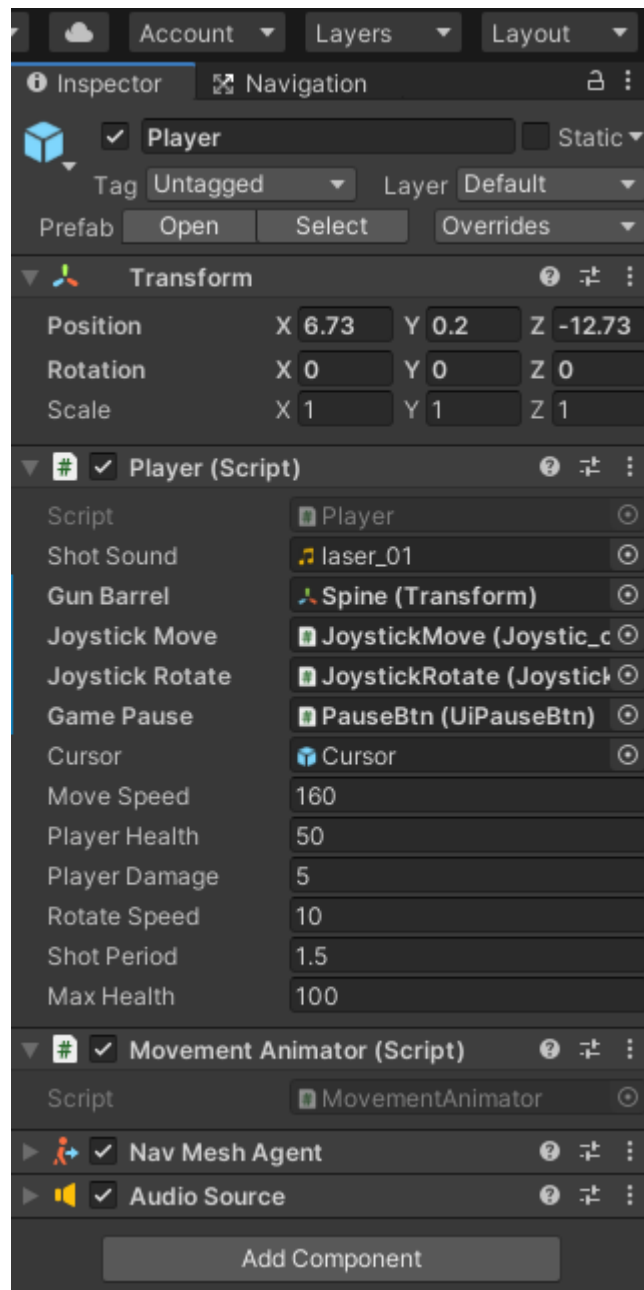 Account Layers Layout
Inspector Navigation
Player Static
Tag Untagged Layer Default
Prefab Open Select Overrides
Transform
Position X 6.73 Y 0.2 Z -12.73
Rotation X 0 Y 0 Z 0
Scale X 1 Y 1 Z 1
# Player (Script)
Script # Player
Shot Sound laser_01
Gun Barrel Spine (Transform)
Joystick Move # JoystickMove (Joystic_c
Joystick Rotate # JoystickRotate (Joystick
Game Pause # PauseBtn (UiPauseBtn)
Cursor Cursor
Move Speed 160
Player Health 50
Player Damage 5
Rotate Speed 10
Shot Period 1.5
Max Health 100
# Movement Animator (Script)
Script # MovementAnimator
Nav Mesh Agent
Audio Source
Add Component